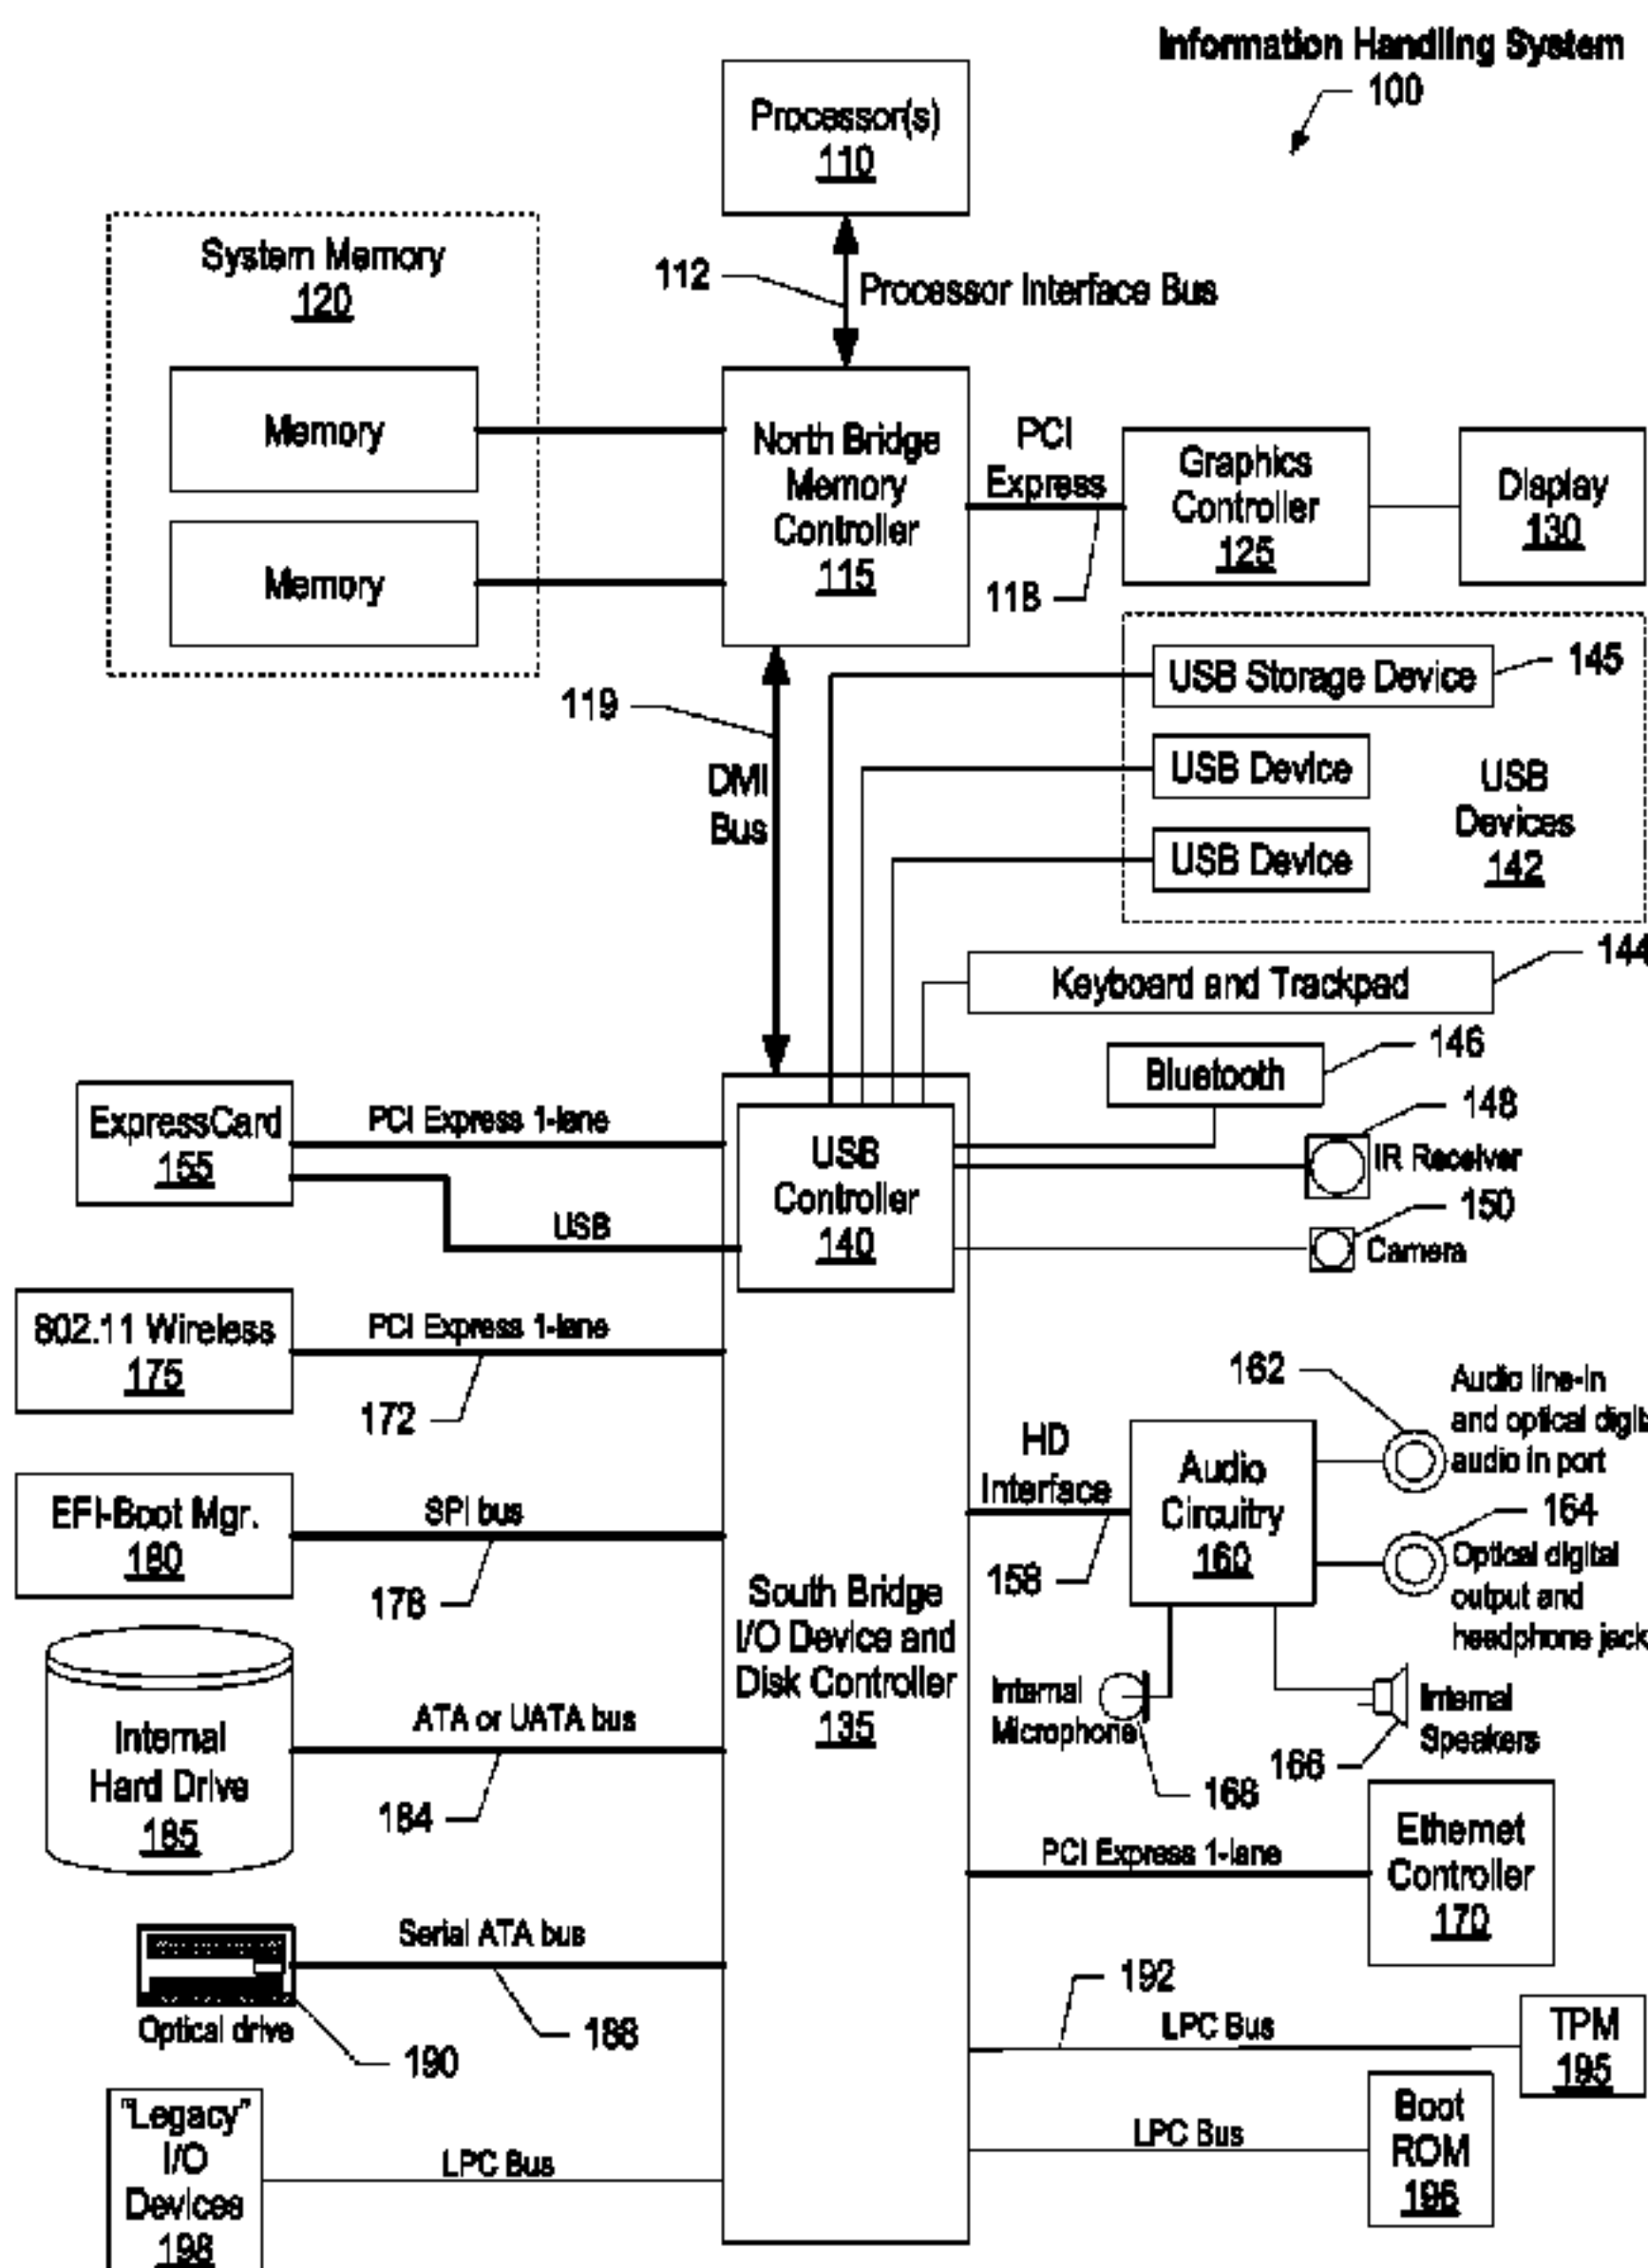 Information Handling System
100
Processor(s)
110
System Memory
120
112
Processor Interface Bus
Memory
Memory
North Bridge
Memory
Controller
115
PCI
Express
118
Graphics
Controller
125
Display
130
119
DMI
Bus
USB Storage Device
145
USB Device
USB Device
USB
Devices
142
Keyboard and Trackpad
144
Bluetooth
146
148
IR Receiver
150
Camera
ExpressCard
155
PCI Express 1-lane
USB
USB
Controller
140
802.11 Wireless
175
PCI Express 1-lane
172
EFI-Boot Mgr.
180
SPI bus
178
HD
Interface
158
Audio
Circuitry
160
162
Audio line-in
and optical digita
audio in port
164
Optical digital
output and
headphone jack
Internal
Microphone
168
Internal
Speakers
166
South Bridge
I/O Device and
Disk Controller
135
Internal
Hard Drive
185
ATA or UATA bus
184
PCI Express 1-lane
Ethernet
Controller
170
Optical drive
190
Serial ATA bus
188
192
LPC Bus
TPM
195
LPC Bus
Boot
ROM
196
"Legacy"
I/O
Devices
198
LPC Bus